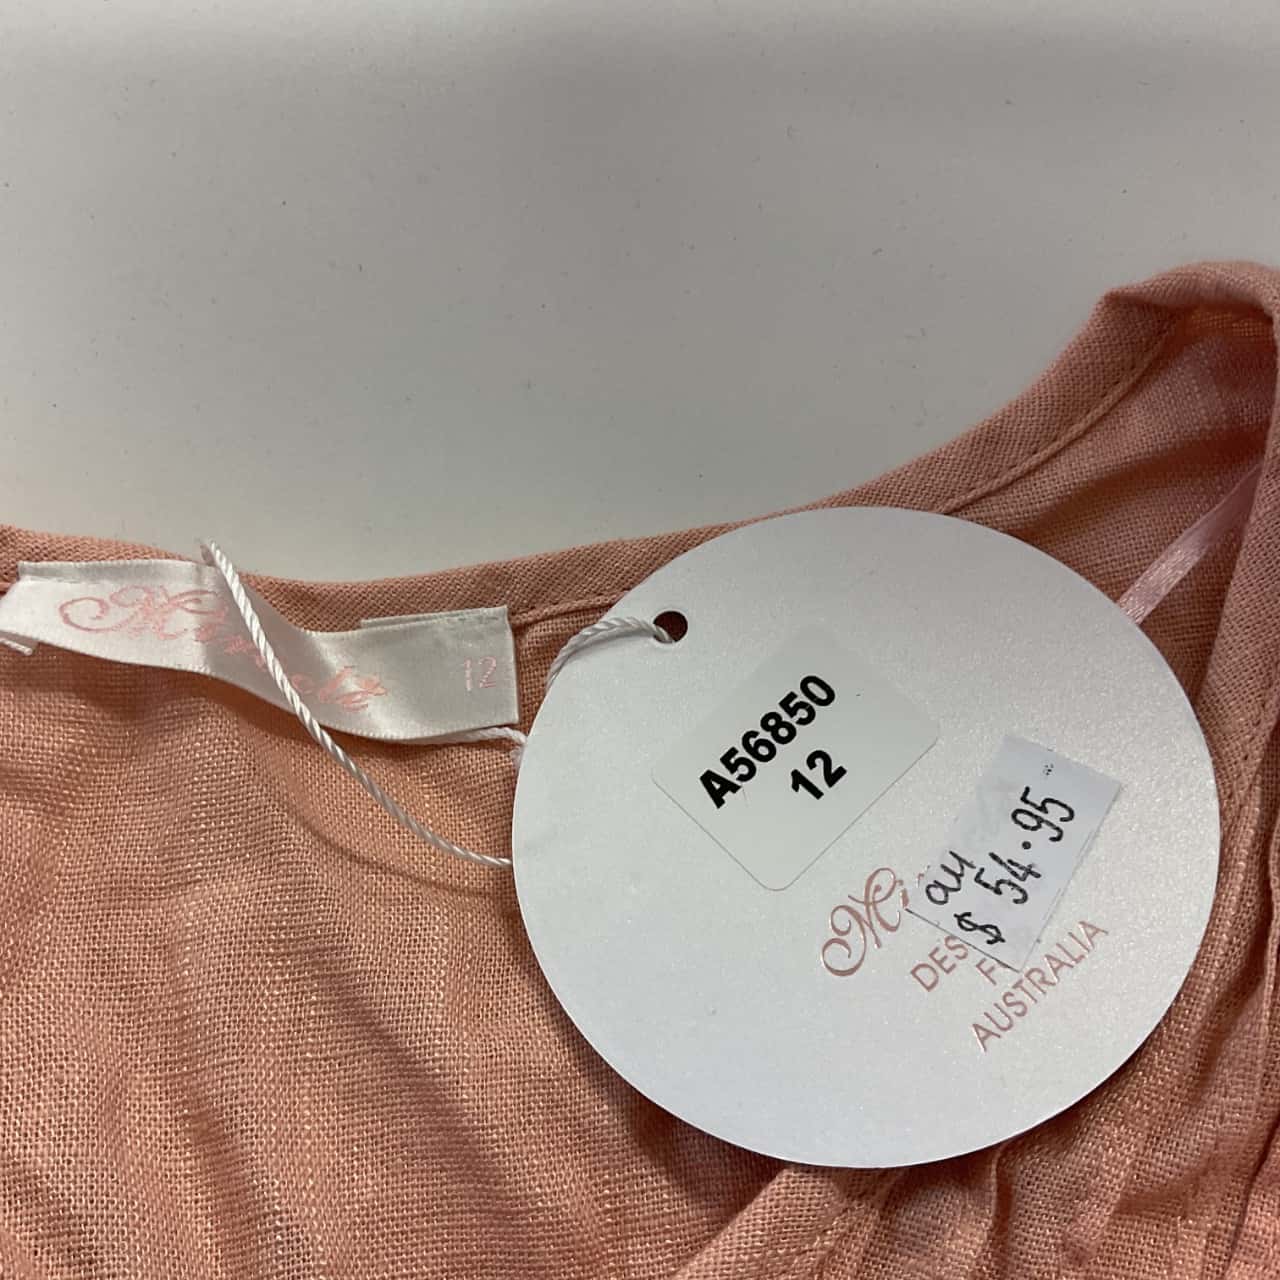 12
A56850
12
au
$ 54.95
DES
F
AUSTRALIA